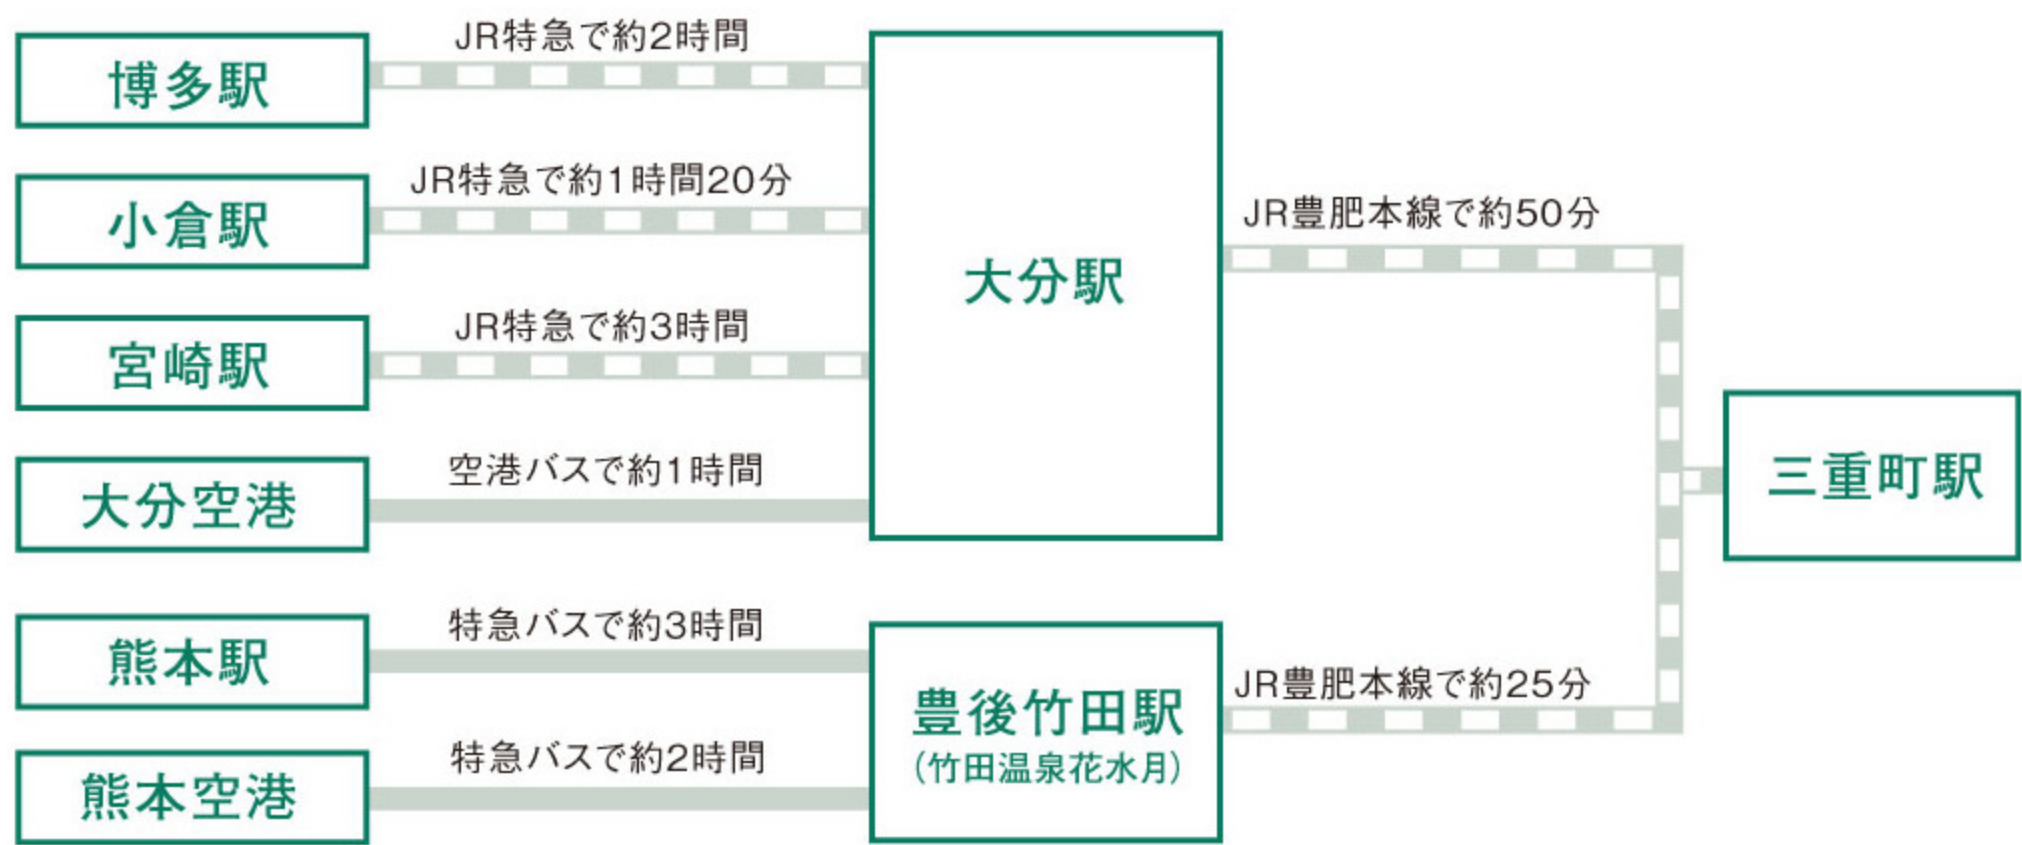 博多駅
JR特急で約2時間
小倉駅
JR特急で約1時間20分
宮崎駅
JR特急で約3時間
大分空港
空港バスで約1時間
大分駅
JR豊肥本線で約50分
熊本駅
特急バスで約3時間
熊本空港
特急バスで約2時間
豊後竹田駅
(竹田温泉花水月)
JR豊肥本線で約25分
三重町駅